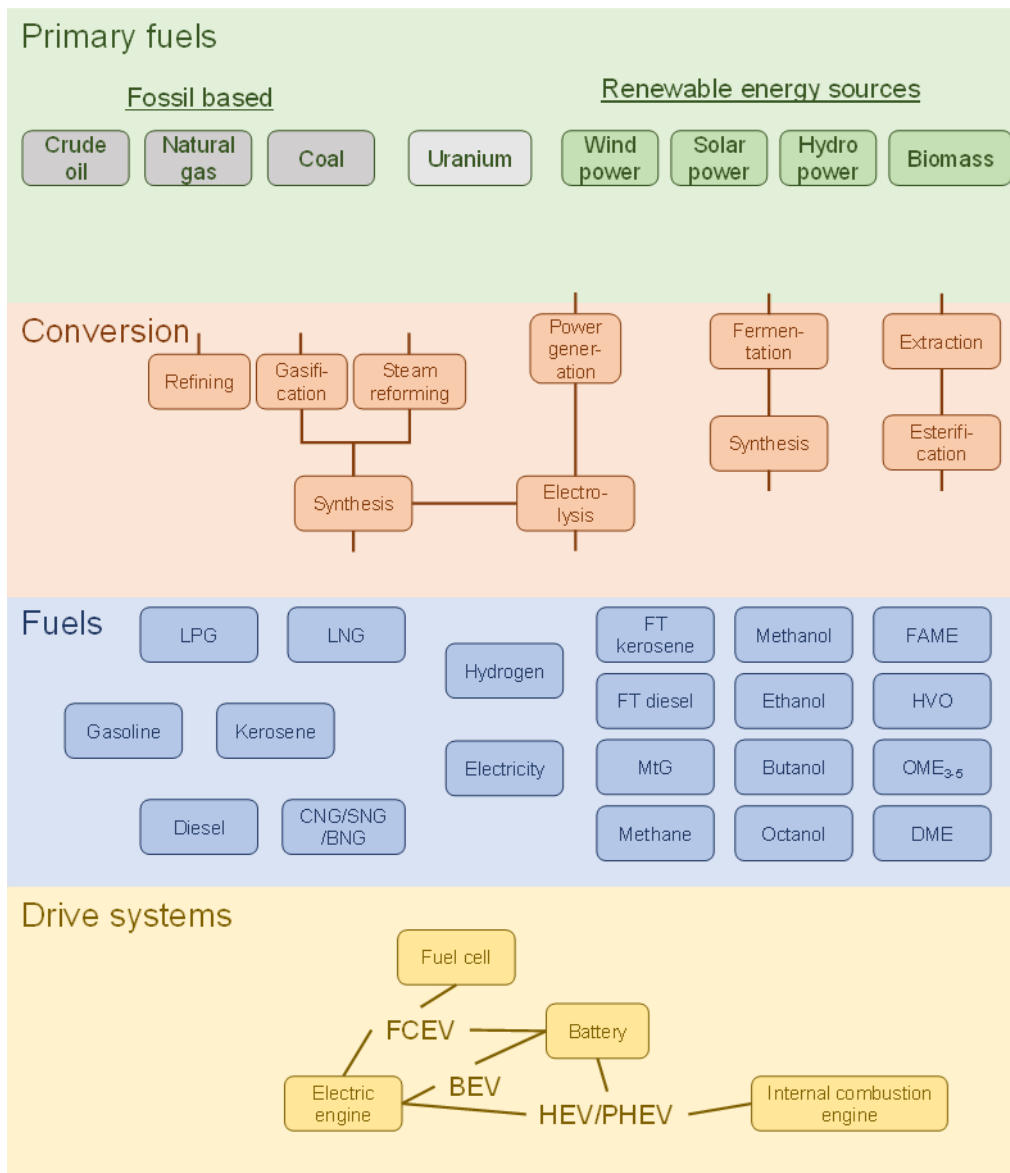 Primary fuels
Fossil based
Renewable energy sources
Crude
oil
Natural
gas
Coal
Uranium
Wind
power
Solar
power
Hydro
power
Biomass
Conversion
Refining
Gasifi-
cation
Steam
reforming
Power
gener-
ation
Fermen-
tation
Extraction
Synthesis
Electro-
lysis
Synthesis
Esterifi-
cation
Fuels
LPG
LNG
Gasoline
Kerosene
Diesel
CNG/SNG
/BNG
Hydrogen
Electricity
FT
kerosene
Methanol
FAME
FT diesel
Ethanol
HVO
MtG
Butanol
OME3-5
Methane
Octanol
DME
Drive systems
Fuel cell
FCEV
Battery
BEV
Electric
engine
HEV/PHEV
Internal combustion
engine